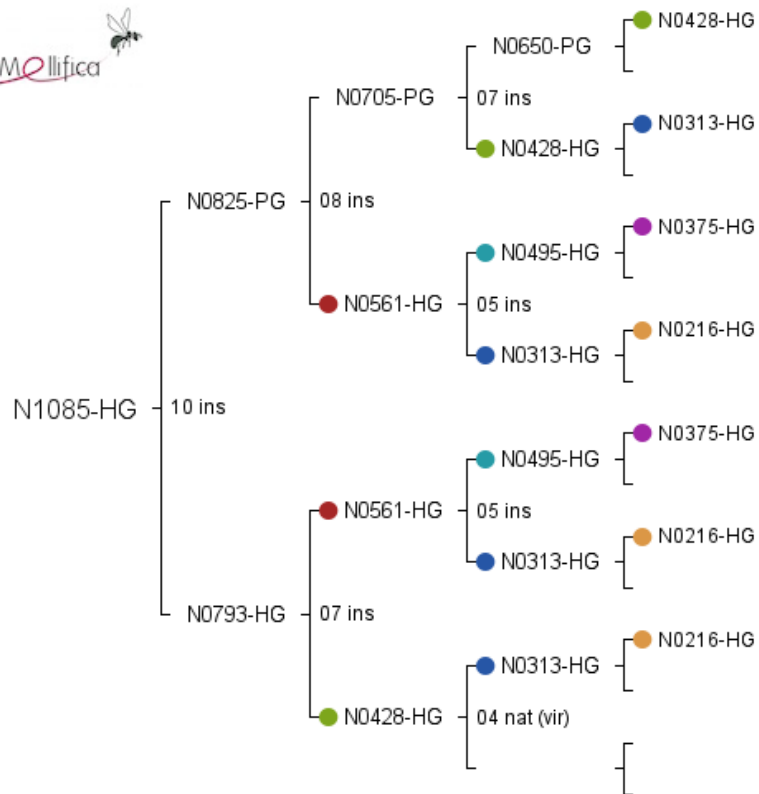 Mellifica
N0428-HG
N0650-PG
N0705-PG
07 ins
N0313-HG
N0428-HG
N0825-PG
08 ins
N0375-HG
N0495-HG
N0561-HG
05 ins
N0216-HG
N0313-HG
N1085-HG
10 ins
N0375-HG
N0495-HG
N0561-HG
05 ins
N0216-HG
N0313-HG
N0793-HG
07 ins
N0216-HG
N0313-HG
N0428-HG
04 nat (vir)